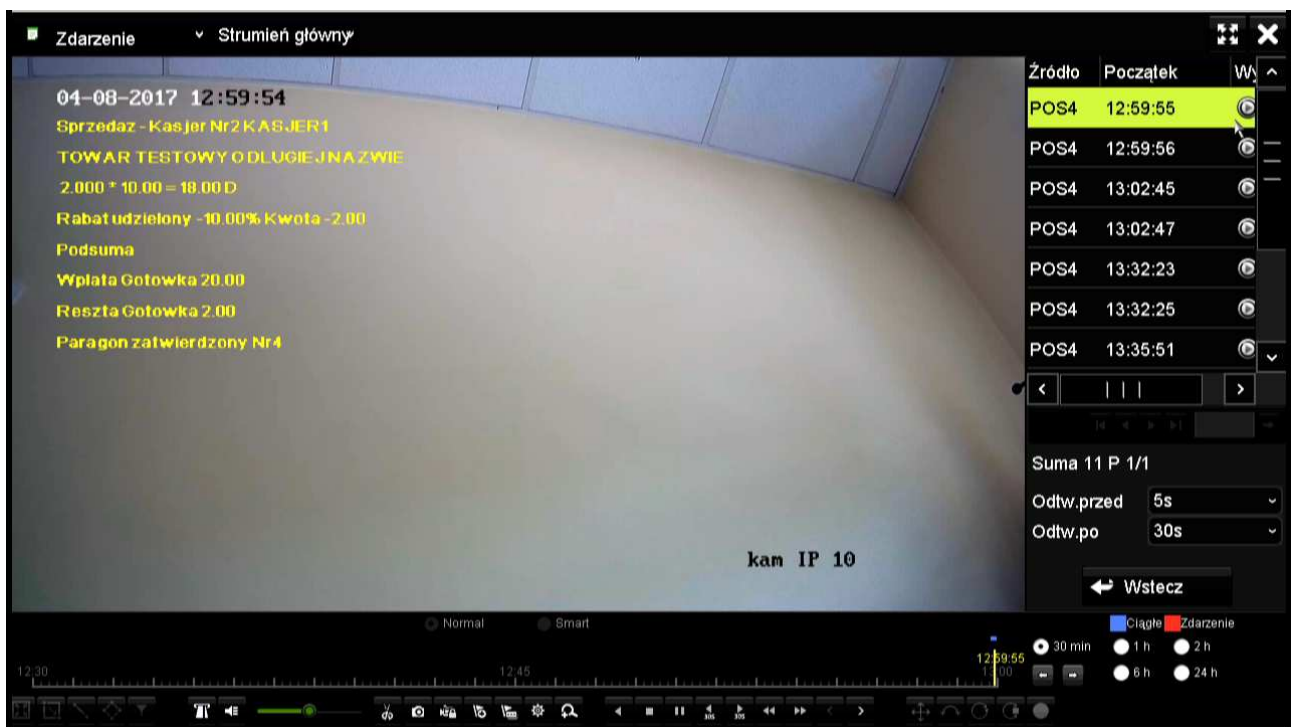 Zdarzenie
Strumień główny
Źródło Początek
POS4 12:59:55
POS4 12:59:56
POS4 13:02:45
POS4 13:02:47
POS4 13:32:23
POS4 13:32:25
POS4 13:35:51
04-08-2017 12:59:54
Sprzedaz - Kasjer Nr2 KASJER1
TOWAR TESTOWY O DLUGIEJ NAZWIE
2.000 * 10.00 = 18.00 D
Rabat udzielony -10.00% Kwota -2.00
Podsuma
Wplata Gotowka 20.00
Reszta Gotowka 2.00
Paragon zatwierdzony Nr4
kam IP 10
Suma 11 P 1/1
Odtw.przed 5s
Odtw.po 30s
Wstecz
Normal Smart
Ciągłe Zdarzenie
30 min 1 h 2 h
6 h 24 h
12:59:55
12:30 12:45 13:00
30S 30S